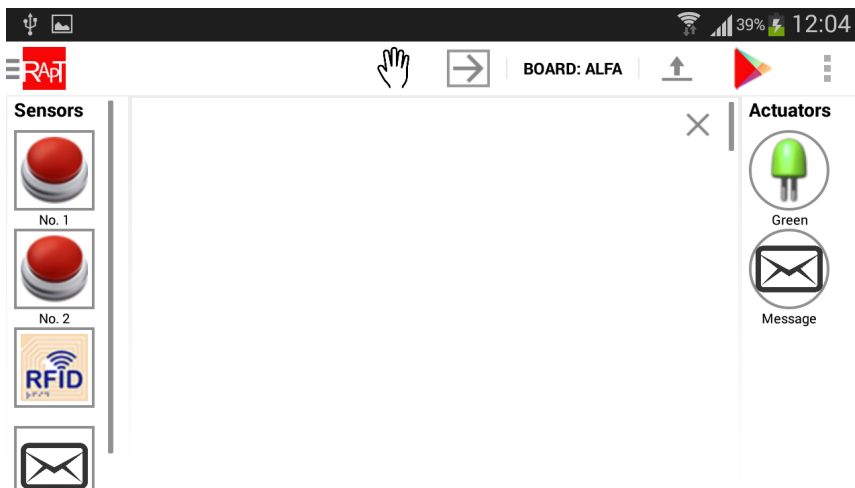 39% 12:04
RApT BOARD: ALFA
Sensors
Actuators
No. 1
Green
No. 2
Message
RFID